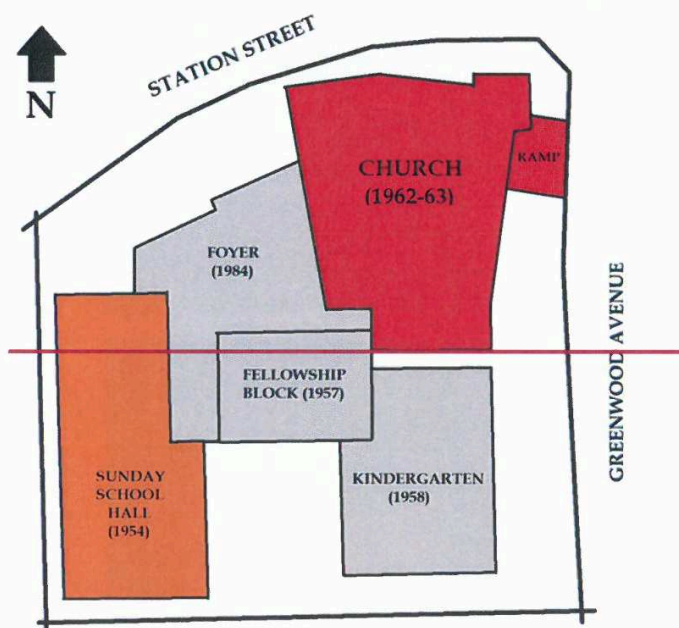 STATION STREET
N
CHURCH
(1962-63)
RAMP
FOYER
(1984)
GREENWOOD AVENUE
FELLOWSHIP
BLOCK (1957)
SUNDAY
SCHOOL
HALL
(1954)
KINDERGARTEN
(1958)